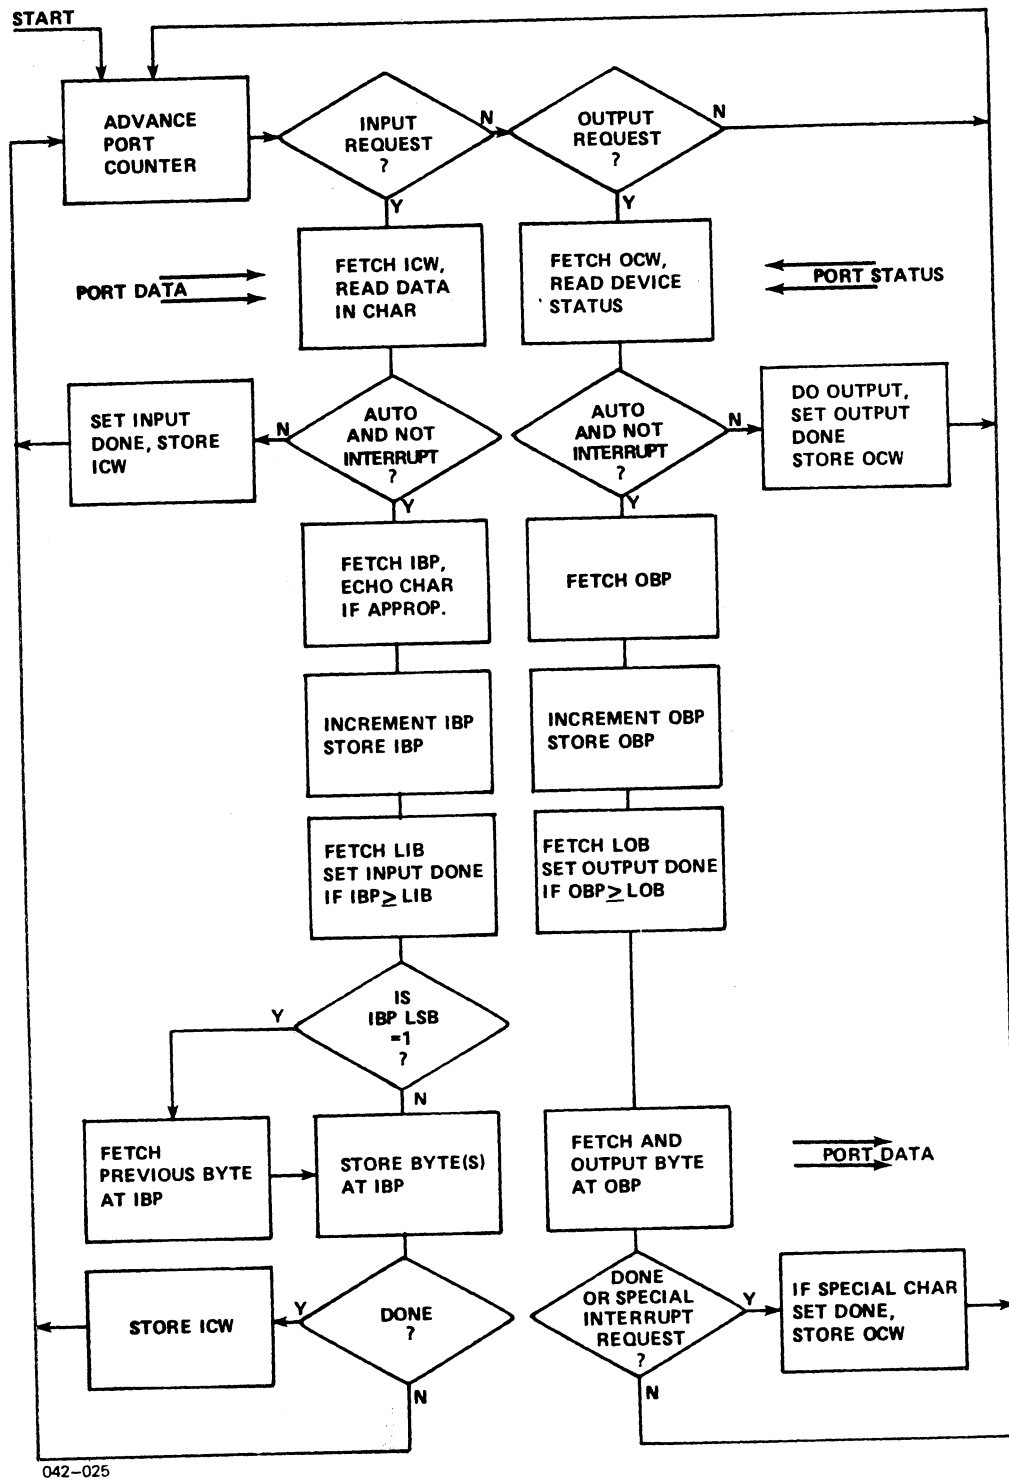 START
ADVANCE
PORT
COUNTER
INPUT
REQUEST
?
N
Y
OUTPUT
REQUEST
?
N
Y
PORT DATA
FETCH ICW,
READ DATA
IN CHAR
FETCH OCW,
READ DEVICE
STATUS
PORT STATUS
SET INPUT
DONE, STORE
ICW
N
AUTO
AND NOT
INTERRUPT
?
Y
AUTO
AND NOT
INTERRUPT
?
N
Y
DO OUTPUT,
SET OUTPUT
DONE
STORE OCW
FETCH IBP,
ECHO CHAR
IF APPROP.
FETCH OBP
INCREMENT IBP
STORE IBP
INCREMENT OBP
STORE OBP
FETCH LIB
SET INPUT DONE
IF IBP ≥ LIB
FETCH LOB
SET OUTPUT DONE
IF OBP ≥ LOB
Y
IS
IBP LSB
=1
?
N
FETCH
PREVIOUS BYTE
AT IBP
STORE BYTE(S)
AT IBP
FETCH AND
OUTPUT BYTE
AT OBP
PORT DATA
STORE ICW
Y
DONE
?
N
DONE
OR SPECIAL
INTERRUPT
REQUEST
?
Y
N
IF SPECIAL CHAR
SET DONE,
STORE OCW
042-025